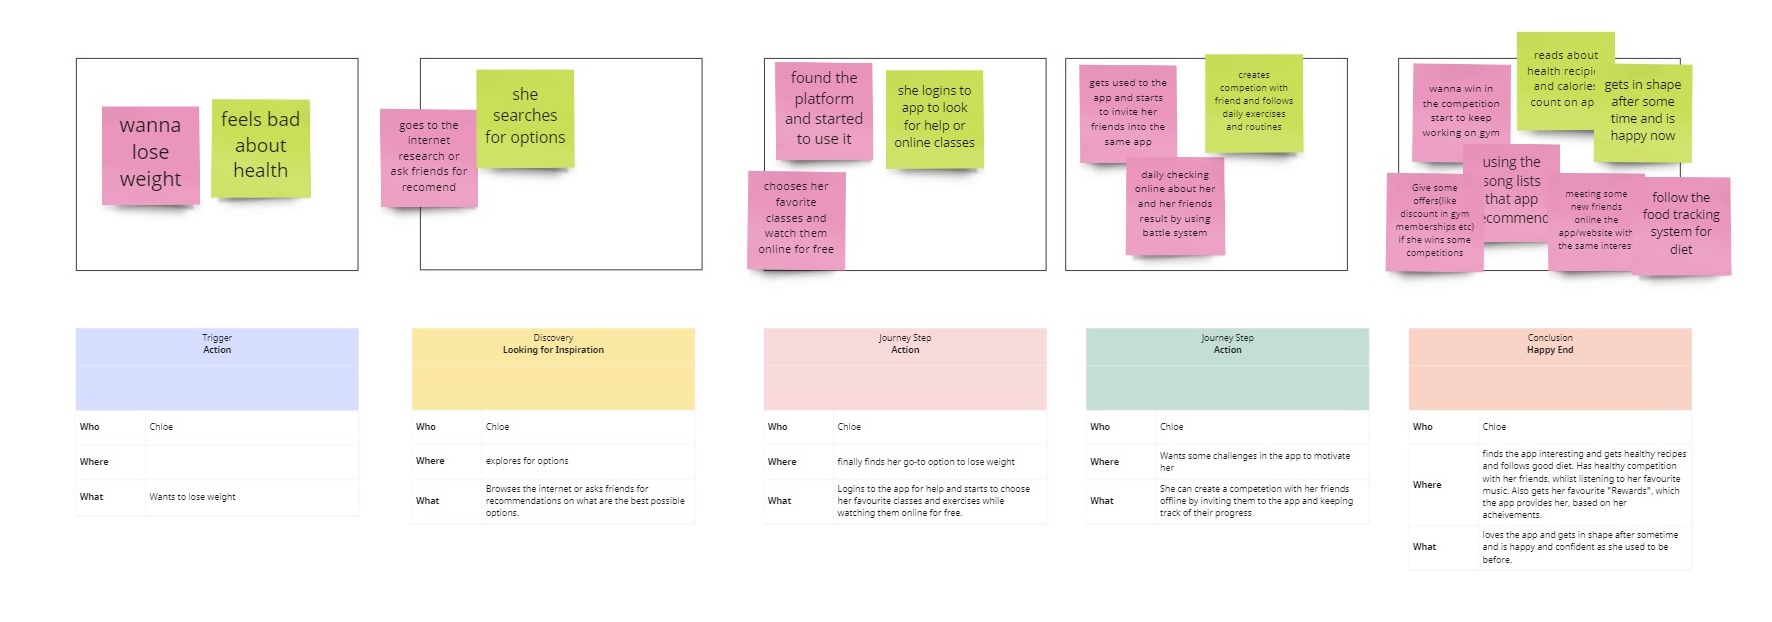 wanna
lose
weight
feels bad
about
health
goes to the
internet
research or
ask friends for
recomend
she
searches
for options
found the
platform
and started
to use it
she logins to
app to look
for help or
online classes
chooses her
favorite
classes and
watch them
online for free
gets used to the
app and starts
to invite her
friends into the
same app
creates
competion with
friend and follows
daily exercises
and routines
daily checking
online about her
and her friends
result by using
battle system
wanna win in
the competition
start to keep
working on gym
reads about
health recipi
and calories
count on ap
gets in shape
after some
time and is
happy now
Give some
offers(like
discount in gym
memberships etc)
if she wins some
competitions
using the
song lists
that app
ecommend
meeting some
new friends
online the
app/website with
the same interes
follow the
food tracking
system for
diet
Trigger
Action
Who Chloe
Where
What Wants to lose weight
Discovery
Looking for Inspiration
Who Chloe
Where explores for options
What Browses the internet or asks friends for
recommendations on what are the best possible
options.
Journey Step
Action
Who Chloe
Where finally finds her go-to option to lose weight
What Logins to the app for help and starts to choose
her favourite classes and exercises while
watching them online for free.
Journey Step
Action
Who Chloe
Where Wants some challenges in the app to motivate
her
What She can create a competetion with her friends
offline by inviting them to the app and keeping
track of their progress
Conclusion
Happy End
Who Chloe
Where finds the app interesting and gets healthy recipes
and follows good diet. Has healthy competition
with her friends, whilst listening to her favourite
music. Also gets her favourite "Rewards", which
the app provides her, based on her
acheivements.
What loves the app and gets in shape after sometime
and is happy and confident as she used to be
before.